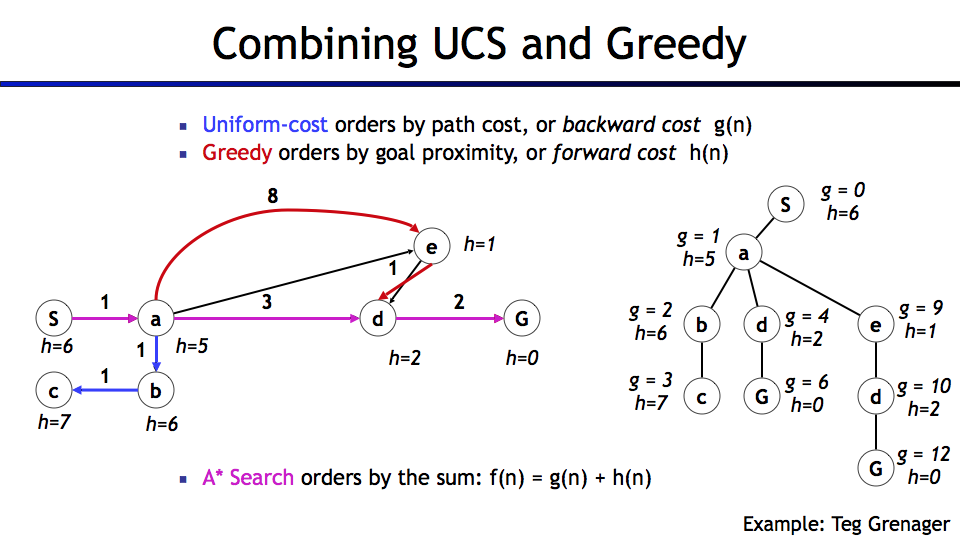 Combining UCS and Greedy
▪ Uniform-cost orders by path cost, or backward cost g(n)
▪ Greedy orders by goal proximity, or forward cost h(n)
8
e
h=1
1
1
3
2
S
a
d
G
h=6
1
h=5
h=2
h=0
1
c
b
h=7
h=6
S
g = 0
h=6
g = 1
h=5
a
g = 2
h=6
b
d
g = 4
h=2
e
g = 9
h=1
g = 3
h=7
c
G
g = 6
h=0
d
g = 10
h=2
G
g = 12
h=0
▪ A* Search orders by the sum: f(n) = g(n) + h(n)
Example: Teg Grenager